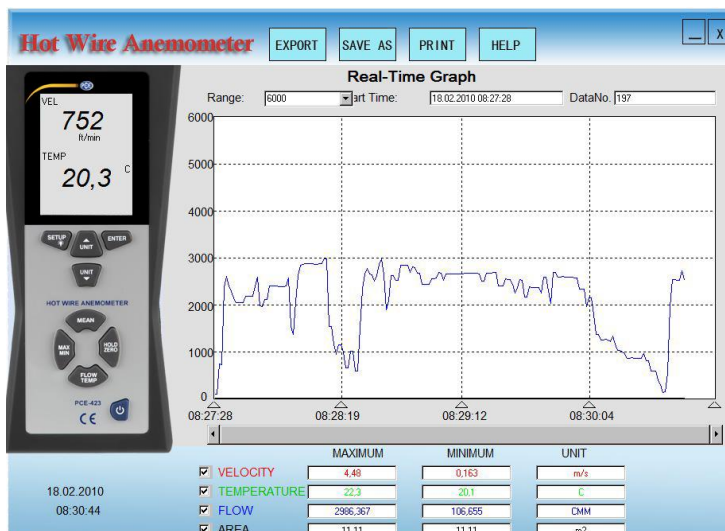 Hot Wire Anemometer
EXPORT
SAVE AS
PRINT
HELP
X
Real-Time Graph
Range: 6000 art Time: 18.02.2010 08:27:28 DataNo. 197
PCE
VEL
752
ft/min
TEMP
20,3 C
SETUP
UNIT
ENTER
UNIT
HOT WIRE ANEMOMETER
MEAN
MAX
MIN
HOLD
ZERO
FLOW
TEMP
PCE-423
CE
6000
5000
4000
3000
2000
1000
0
08:27:28 08:28:19 08:29:12 08:30:04
MAXIMUM MINIMUM UNIT
VELOCITY 4,48 0,163 m/s
TEMPERATURE 22,3 20,1 C
FLOW 2986,367 106,655 CMM
AREA 11,11 11,11 m2
18.02.2010
08:30:44